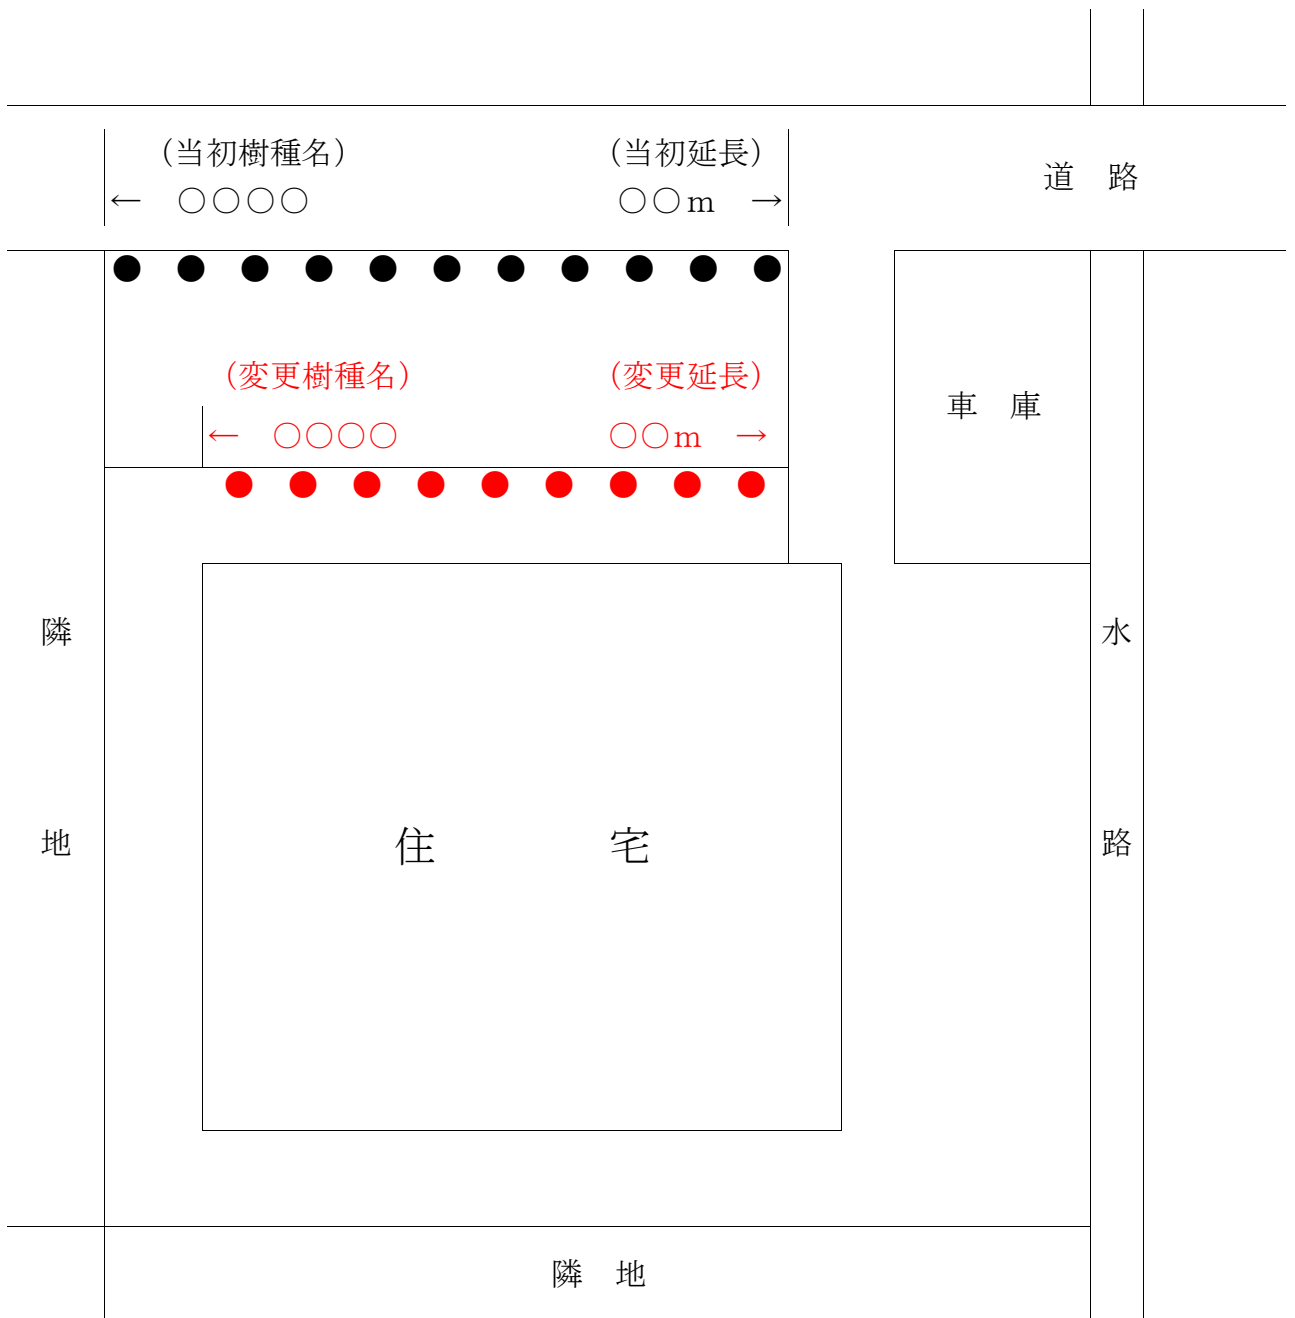 （当初樹種名） （当初延長）
← ○○○○ ○○ｍ →
道 路
（変更樹種名） （変更延長）
← ○○○○ ○○ｍ →
車 庫
隣 地
水 路
住 宅
隣 地